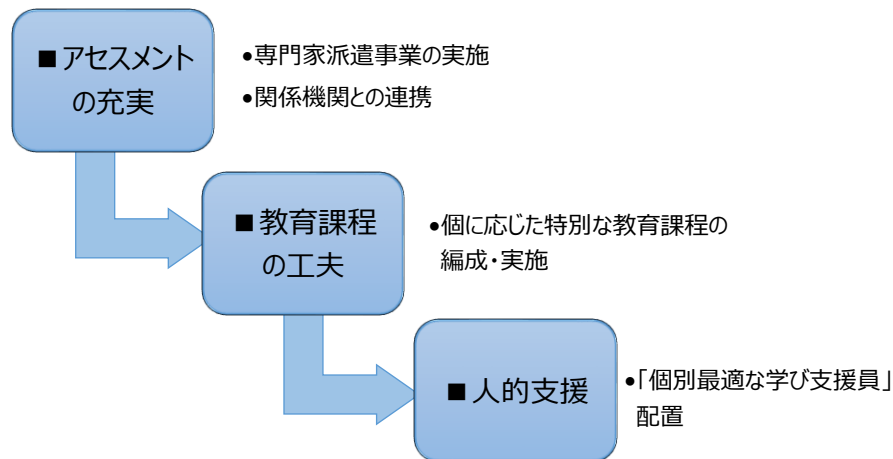 ■アセスメント
の充実
•専門家派遣事業の実施
•関係機関との連携
■教育課程
の工夫
•個に応じた特別な教育課程の
編成・実施
■人的支援
•「個別最適な学び支援員」
配置